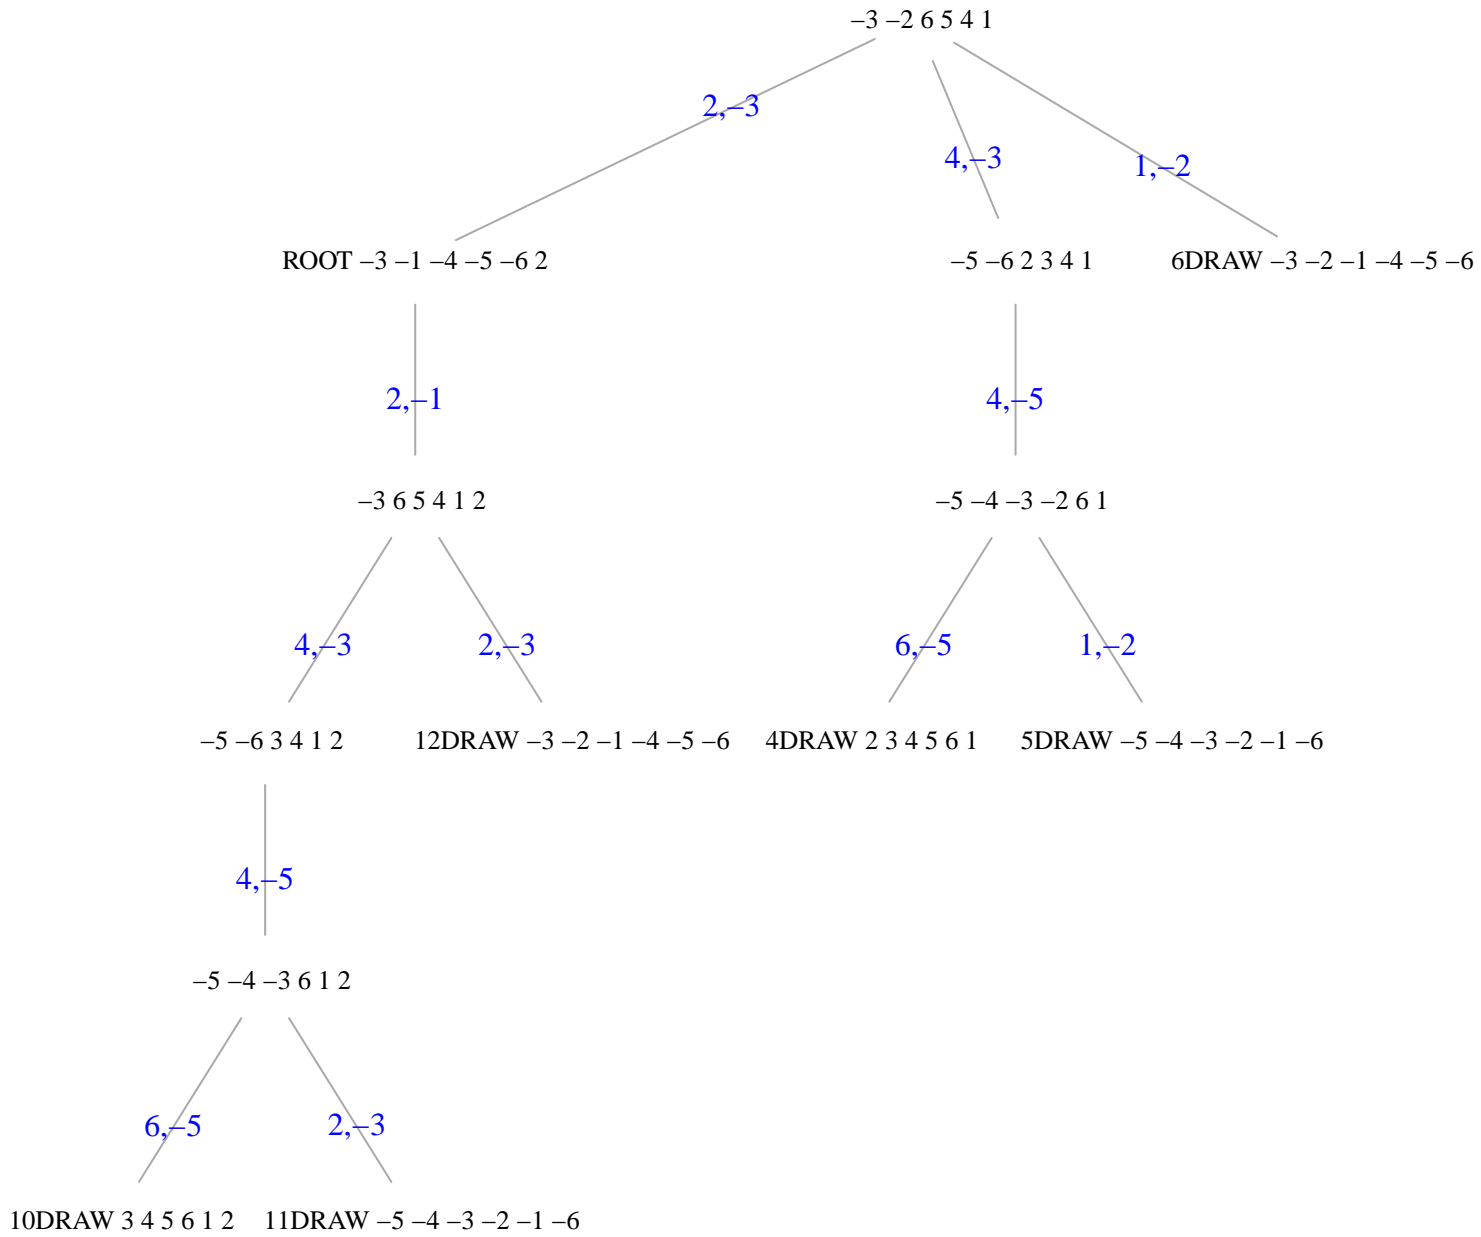 –3 –2 6 5 4 1
2,–3
4,–3
1,–2
ROOT –3 –1 –4 –5 –6 2
–5 –6 2 3 4 1
6DRAW –3 –2 –1 –4 –5 –6
2,–1
4,–5
–3 6 5 4 1 2
–5 –4 –3 –2 6 1
4,–3
2,–3
6,–5
1,–2
–5 –6 3 4 1 2
12DRAW –3 –2 –1 –4 –5 –6
4DRAW 2 3 4 5 6 1
5DRAW –5 –4 –3 –2 –1 –6
4,–5
–5 –4 –3 6 1 2
6,–5
2,–3
10DRAW 3 4 5 6 1 2
11DRAW –5 –4 –3 –2 –1 –6